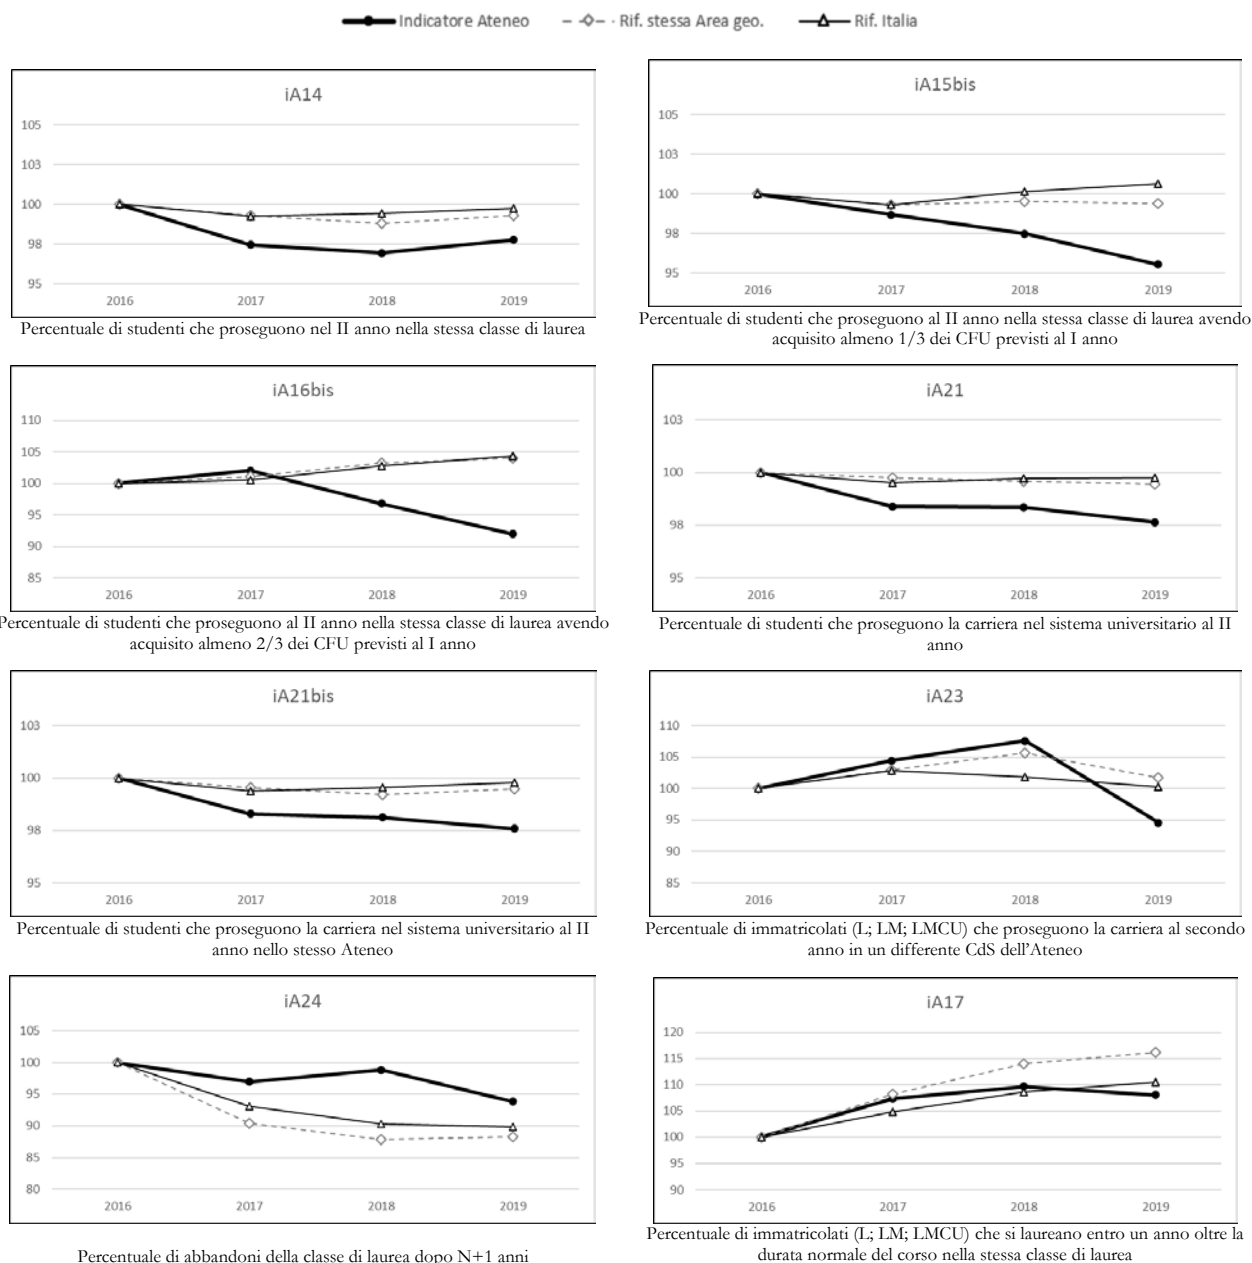 Indicatore Ateneo Rif. stessa Area geo. Rif. Italia
iA14
105
103
100
98
95
2016 2017 2018 2019
Percentuale di studenti che proseguono nel II anno nella stessa classe di laurea
iA15bis
105
103
100
98
95
2016 2017 2018 2019
Percentuale di studenti che proseguono al II anno nella stessa classe di laurea avendo
acquisito almeno 1/3 dei CFU previsti al I anno
iA16bis
110
105
100
95
90
85
2016 2017 2018 2019
Percentuale di studenti che proseguono al II anno nella stessa classe di laurea avendo
acquisito almeno 2/3 dei CFU previsti al I anno
iA21
103
100
98
95
2016 2017 2018 2019
Percentuale di studenti che proseguono la carriera nel sistema universitario al II
anno
iA21bis
103
100
98
95
2016 2017 2018 2019
Percentuale di studenti che proseguono la carriera nel sistema universitario al II
anno nello stesso Ateneo
iA23
110
105
100
95
90
85
2016 2017 2018 2019
Percentuale di immatricolati (L; LM; LMCU) che proseguono la carriera al secondo
anno in un differente CdS dell'Ateneo
iA24
105
100
95
90
85
80
2016 2017 2018 2019
Percentuale di abbandoni della classe di laurea dopo N+1 anni
iA17
120
115
110
105
100
95
90
2016 2017 2018 2019
Percentuale di immatricolati (L; LM; LMCU) che si laureano entro un anno oltre la
durata normale del corso nella stessa classe di laurea